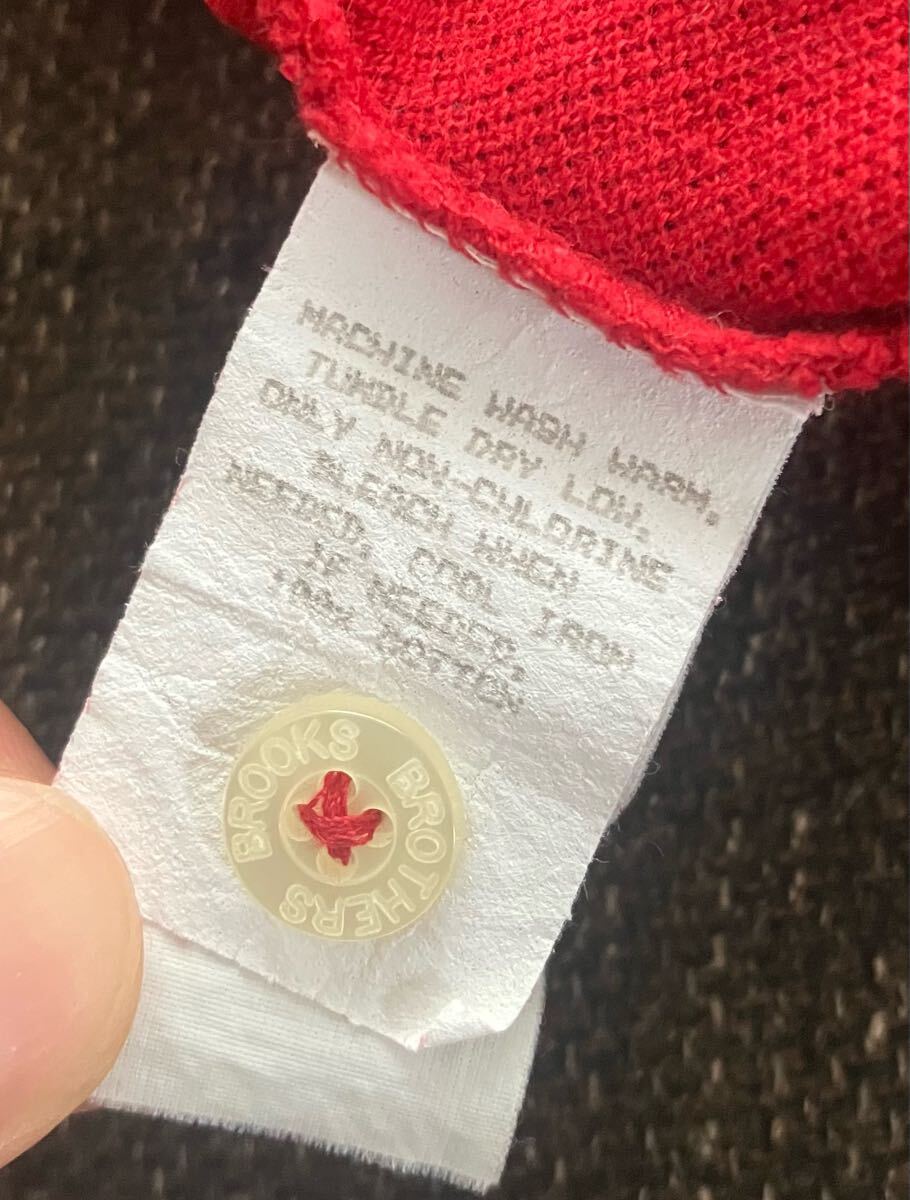 MACHINE WASH WARM,
TUMBLE DRY LOW.
ONLY NON-CHLORINE
BLEACH WHEN
NEEDED, COOL IRON
IF NEEDED,
100% COTTON
BROOKS BROTHERS